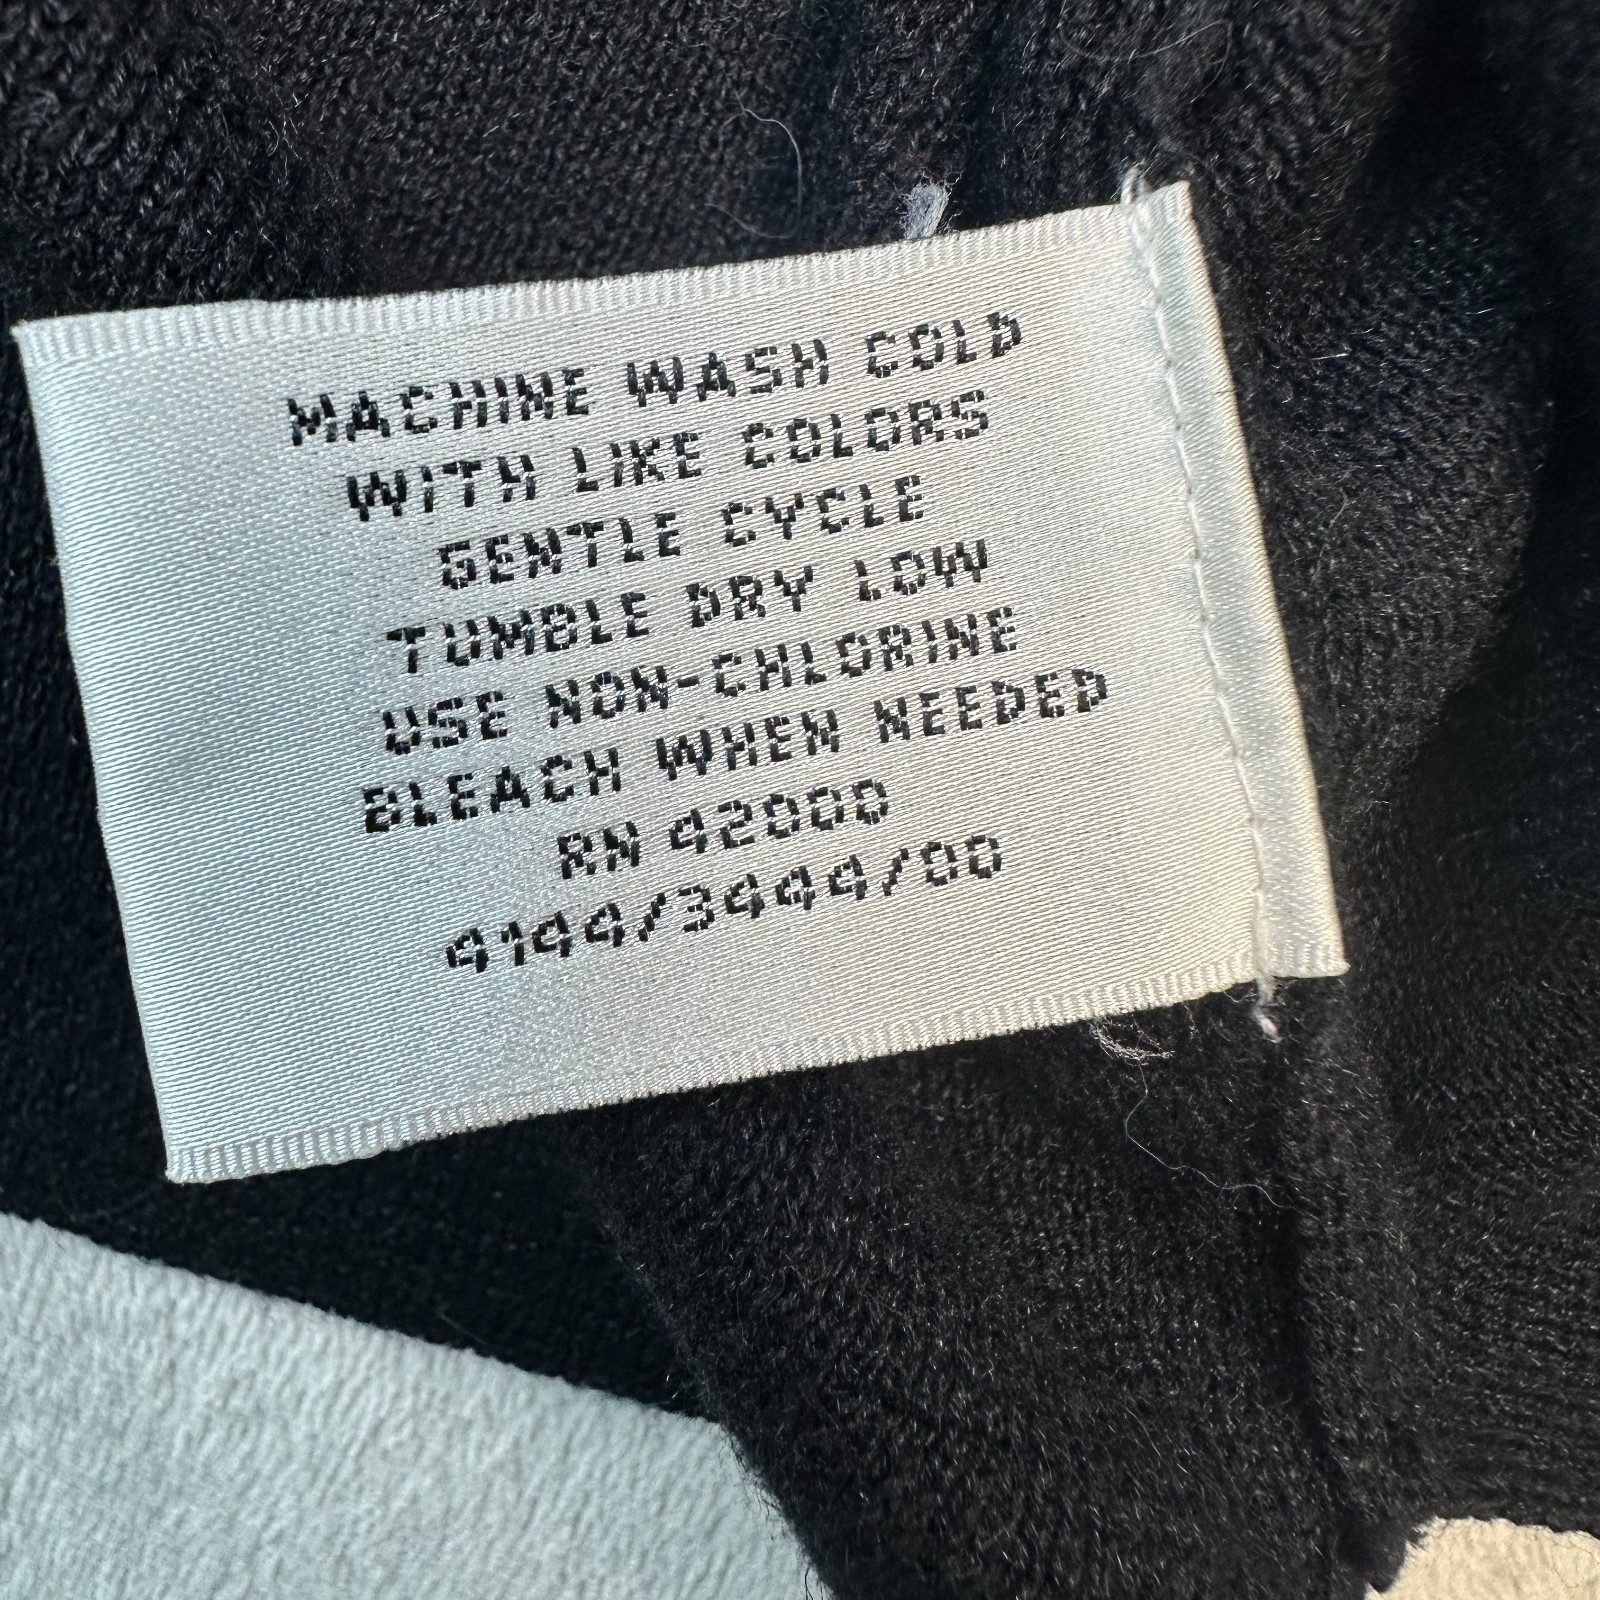 MACHINE WASH COLD
WITH LIKE COLORS
GENTLE CYCLE
TUMBLE DRY LOW
USE NON-CHLORINE
BLEACH WHEN NEEDED
RN 42000
4144/3444/00